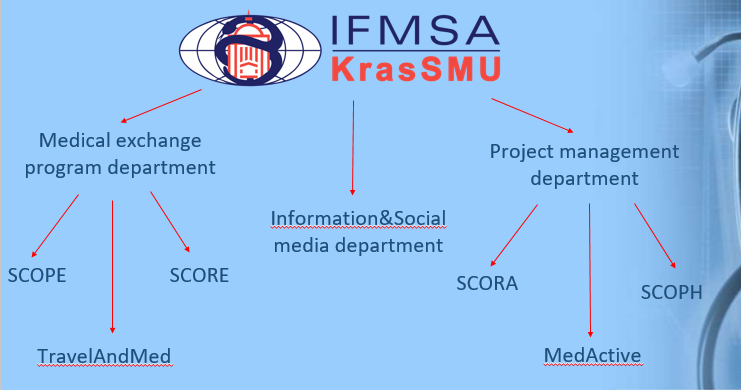 IFMSA
KrasSMU
Medical exchange
program department
Information&Social
media department
Project management
department
SCOPE
SCORE
TravelAndMed
SCORA
SCOPH
MedActive